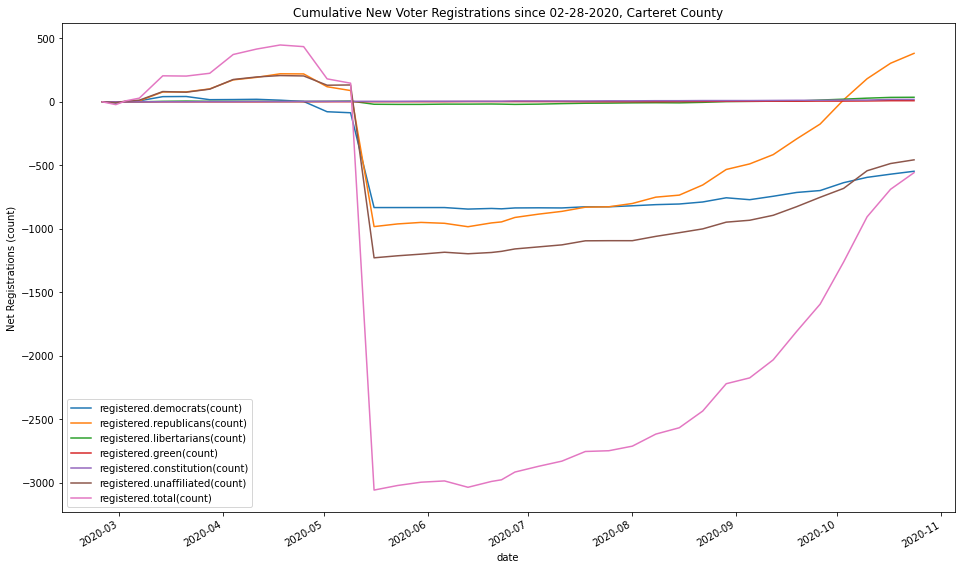 Cumulative New Voter Registrations since 02-28-2020, Carteret County
Net Registrations (count)
500
0
−500
−1000
−1500
−2000
−2500
−3000
registered.democrats(count)
registered.republicans(count)
registered.libertarians(count)
registered.green(count)
registered.constitution(count)
registered.unaffiliated(count)
registered.total(count)
2020-03
2020-04
2020-05
2020-06
2020-07
2020-08
2020-09
2020-10
2020-11
date